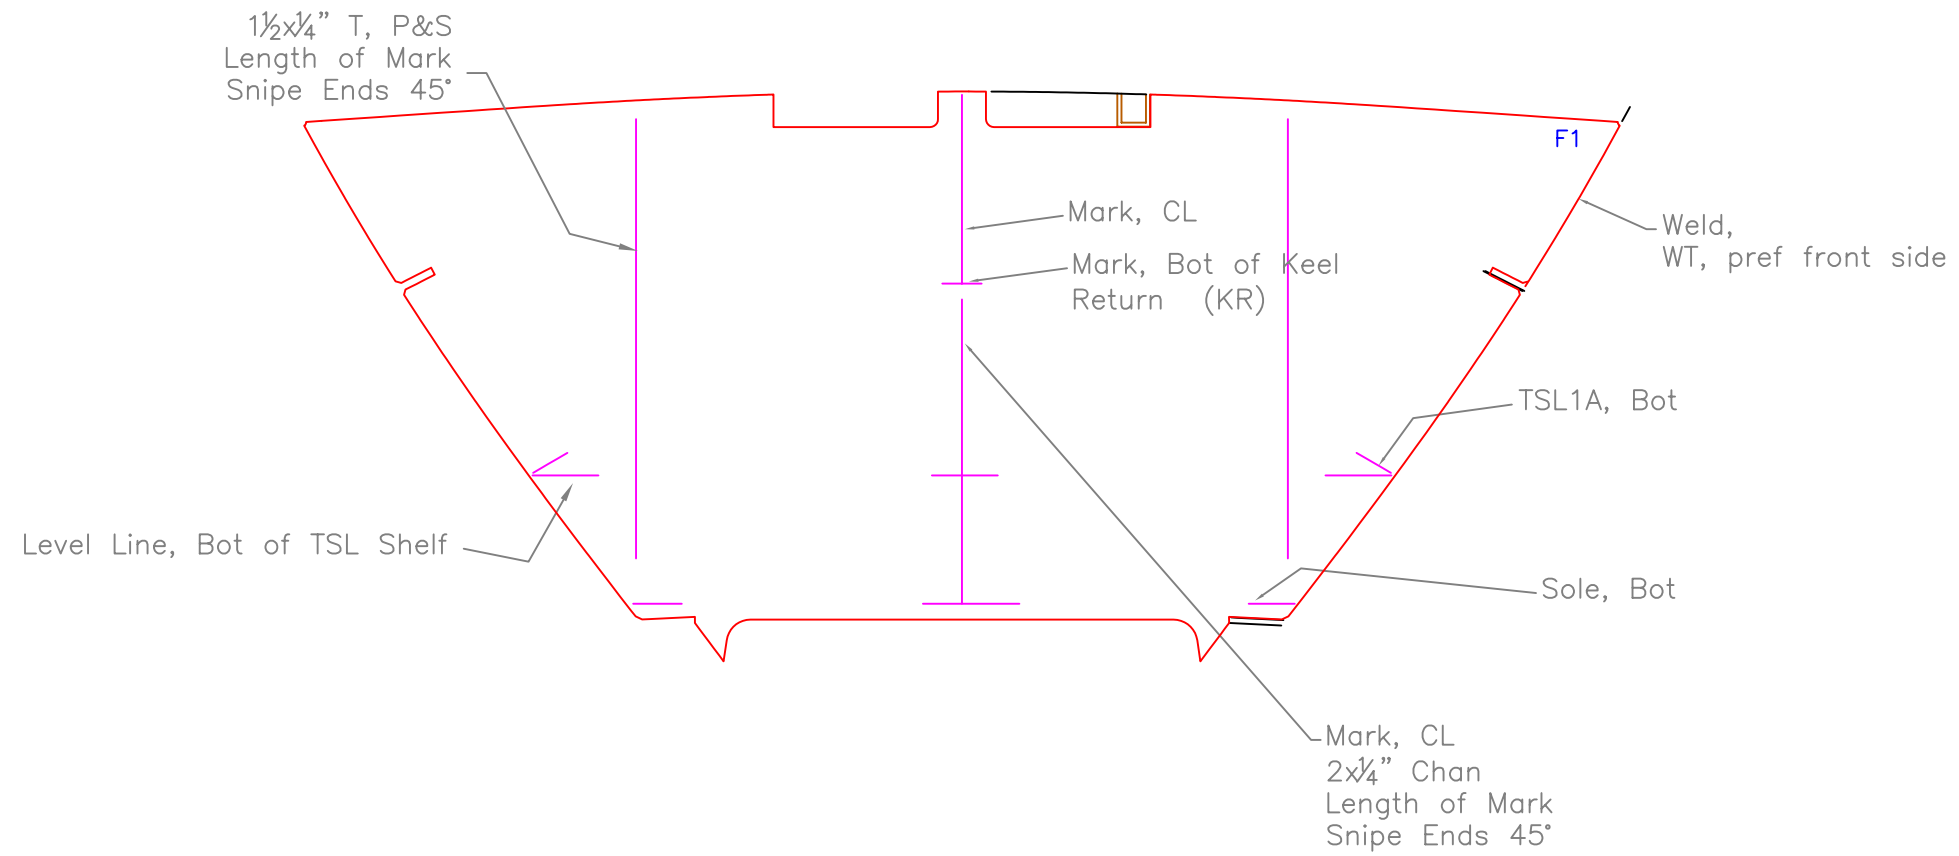 1½x¼” T, P&S
Length of Mark
Snipe Ends 45°
F1
Mark, CL
Weld,
WT, pref front side
Mark, Bot of Keel
Return (KR)
TSL1A, Bot
Level Line, Bot of TSL Shelf
Sole, Bot
Mark, CL
2x¼” Chan
Length of Mark
Snipe Ends 45°